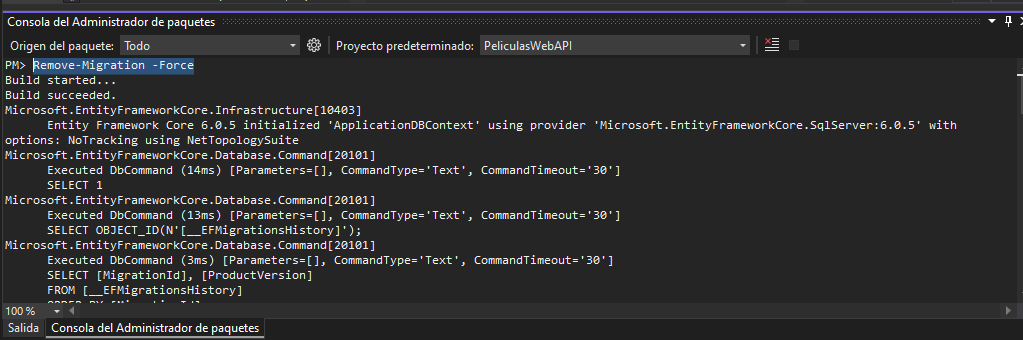 Consola del Administrador de paquetes
Origen del paquete: Todo Proyecto predeterminado: PeliculasWebAPI
PM> Remove-Migration -Force
Build started...
Build succeeded.
Microsoft.EntityFrameworkCore.Infrastructure[10403]
Entity Framework Core 6.0.5 initialized 'ApplicationDBContext' using provider 'Microsoft.EntityFrameworkCore.SqlServer:6.0.5' with
options: NoTracking using NetTopologySuite
Microsoft.EntityFrameworkCore.Database.Command[20101]
Executed DbCommand (14ms) [Parameters=[], CommandType='Text', CommandTimeout='30']
SELECT 1
Microsoft.EntityFrameworkCore.Database.Command[20101]
Executed DbCommand (13ms) [Parameters=[], CommandType='Text', CommandTimeout='30']
SELECT OBJECT_ID(N'[__EFMigrationsHistory]');
Microsoft.EntityFrameworkCore.Database.Command[20101]
Executed DbCommand (3ms) [Parameters=[], CommandType='Text', CommandTimeout='30']
SELECT [MigrationId], [ProductVersion]
FROM [__EFMigrationsHistory]
100 %
Salida Consola del Administrador de paquetes